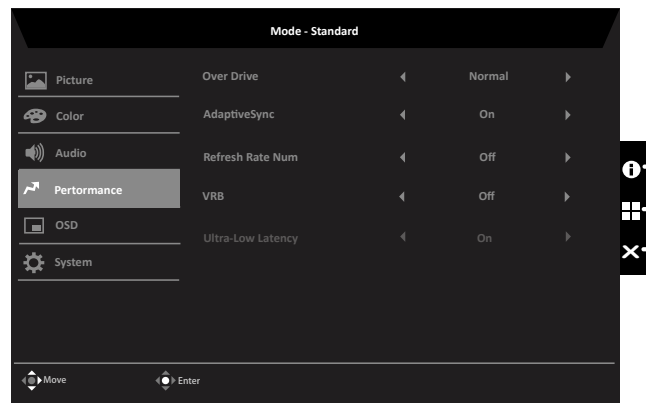 Mode - Standard
Picture
Over Drive Normal
Color
AdaptiveSync On
Audio
Refresh Rate Num Off
Pertormance
VRB Off
OSD
Ultra-Low Latency On
System
Move Enter